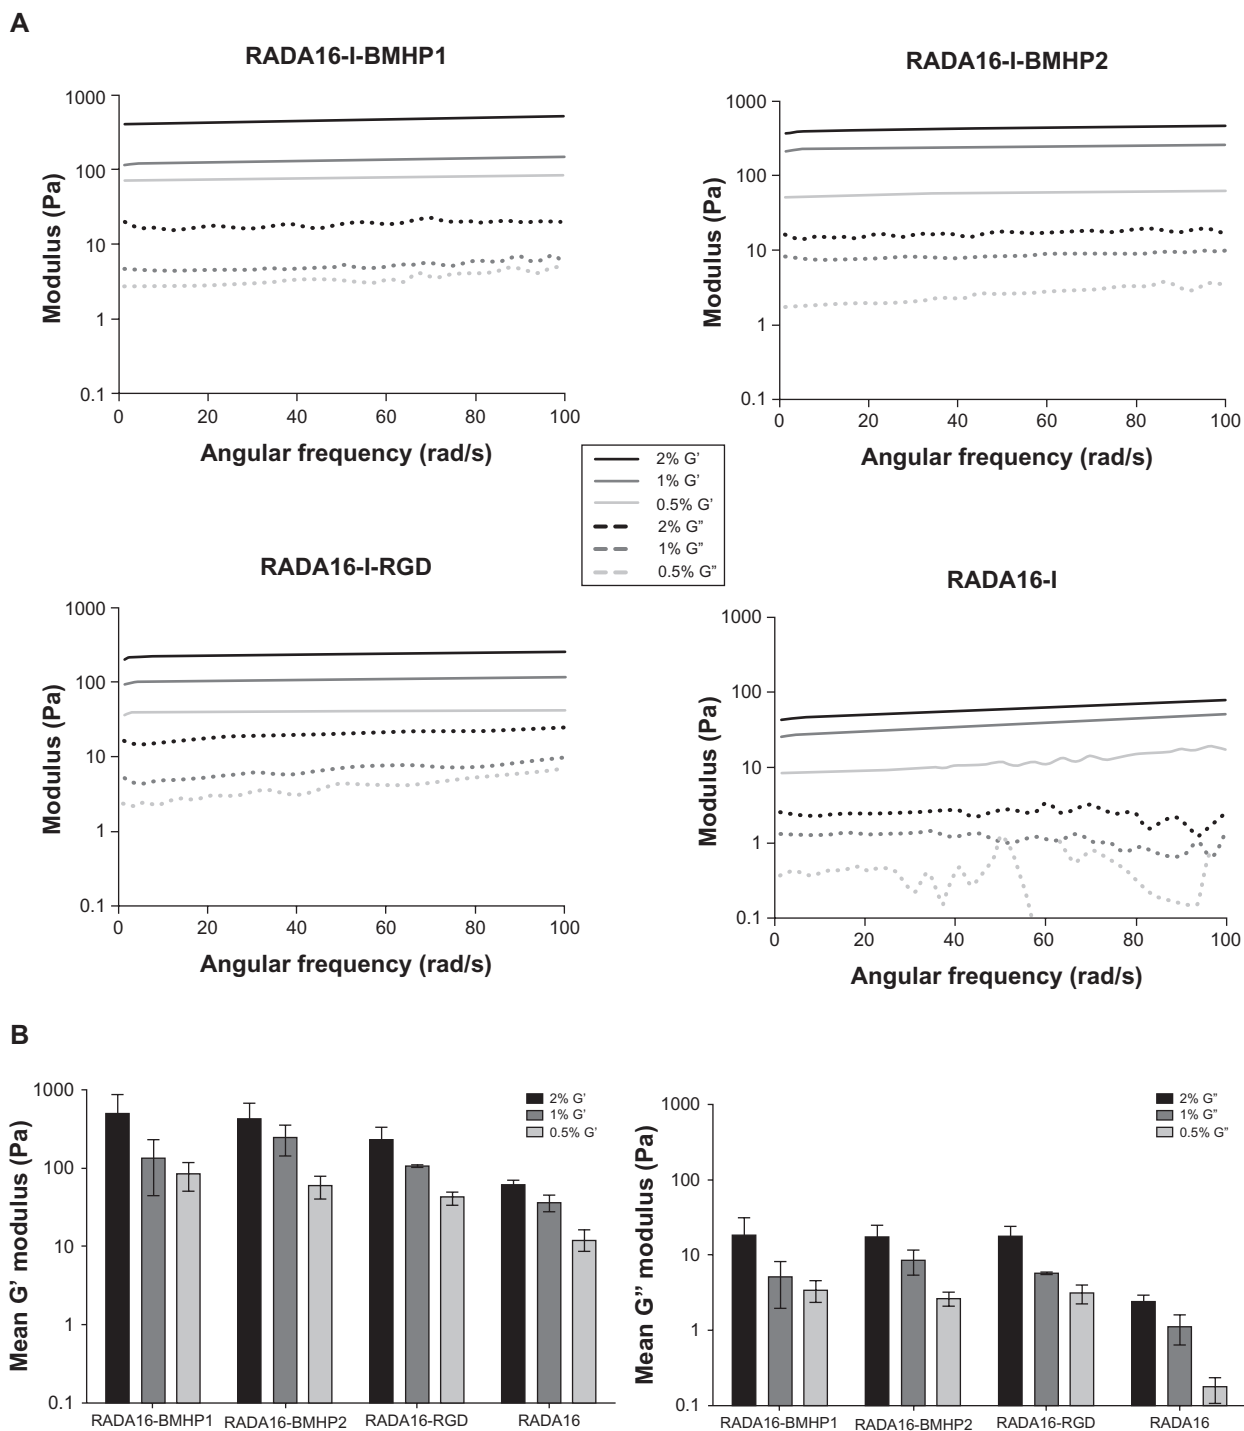 A
RADA16-I-BMHP1
1000
100
10
1
0.1
0 20 40 60 80 100
Modulus (Pa)
Angular frequency (rad/s)
RADA16-I-BMHP2
1000
100
10
1
0.1
0 20 40 60 80 100
Modulus (Pa)
Angular frequency (rad/s)
2% G'
1% G'
0.5% G'
2% G"
1% G"
0.5% G"
RADA16-I-RGD
1000
100
10
1
0.1
0 20 40 60 80 100
Modulus (Pa)
Angular frequency (rad/s)
RADA16-I
1000
100
10
1
0.1
0 20 40 60 80 100
Modulus (Pa)
Angular frequency (rad/s)
B
1000
100
10
1
0.1
Mean G' modulus (Pa)
2% G'
1% G'
0.5% G'
RADA16-BMHP1 RADA16-BMHP2 RADA16-RGD RADA16
1000
100
10
1
0.1
Mean G" modulus (Pa)
2% G"
1% G"
0.5% G"
RADA16-BMHP1 RADA16-BMHP2 RADA16-RGD RADA16